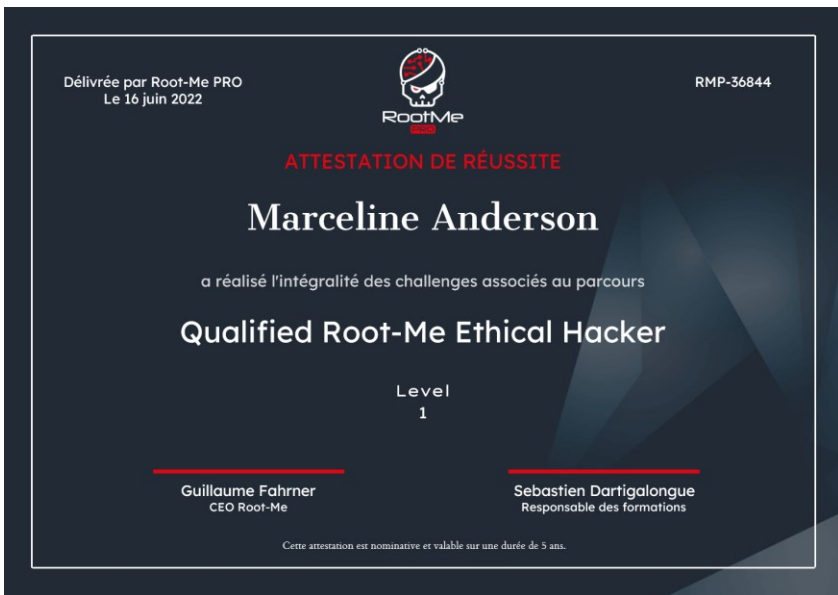 Délivrée par Root-Me PRO
Le 16 juin 2022
RMP-36844
RootMe
PRO
ATTESTATION DE RÉUSSITE
Marceline Anderson
a réalisé l'intégralité des challenges associés au parcours
Qualified Root-Me Ethical Hacker
Level
1
Guillaume Fahrner
CEO Root-Me
Sebastien Dartigalongue
Responsable des formations
Cette attestation est nominative et valable sur une durée de 5 ans.